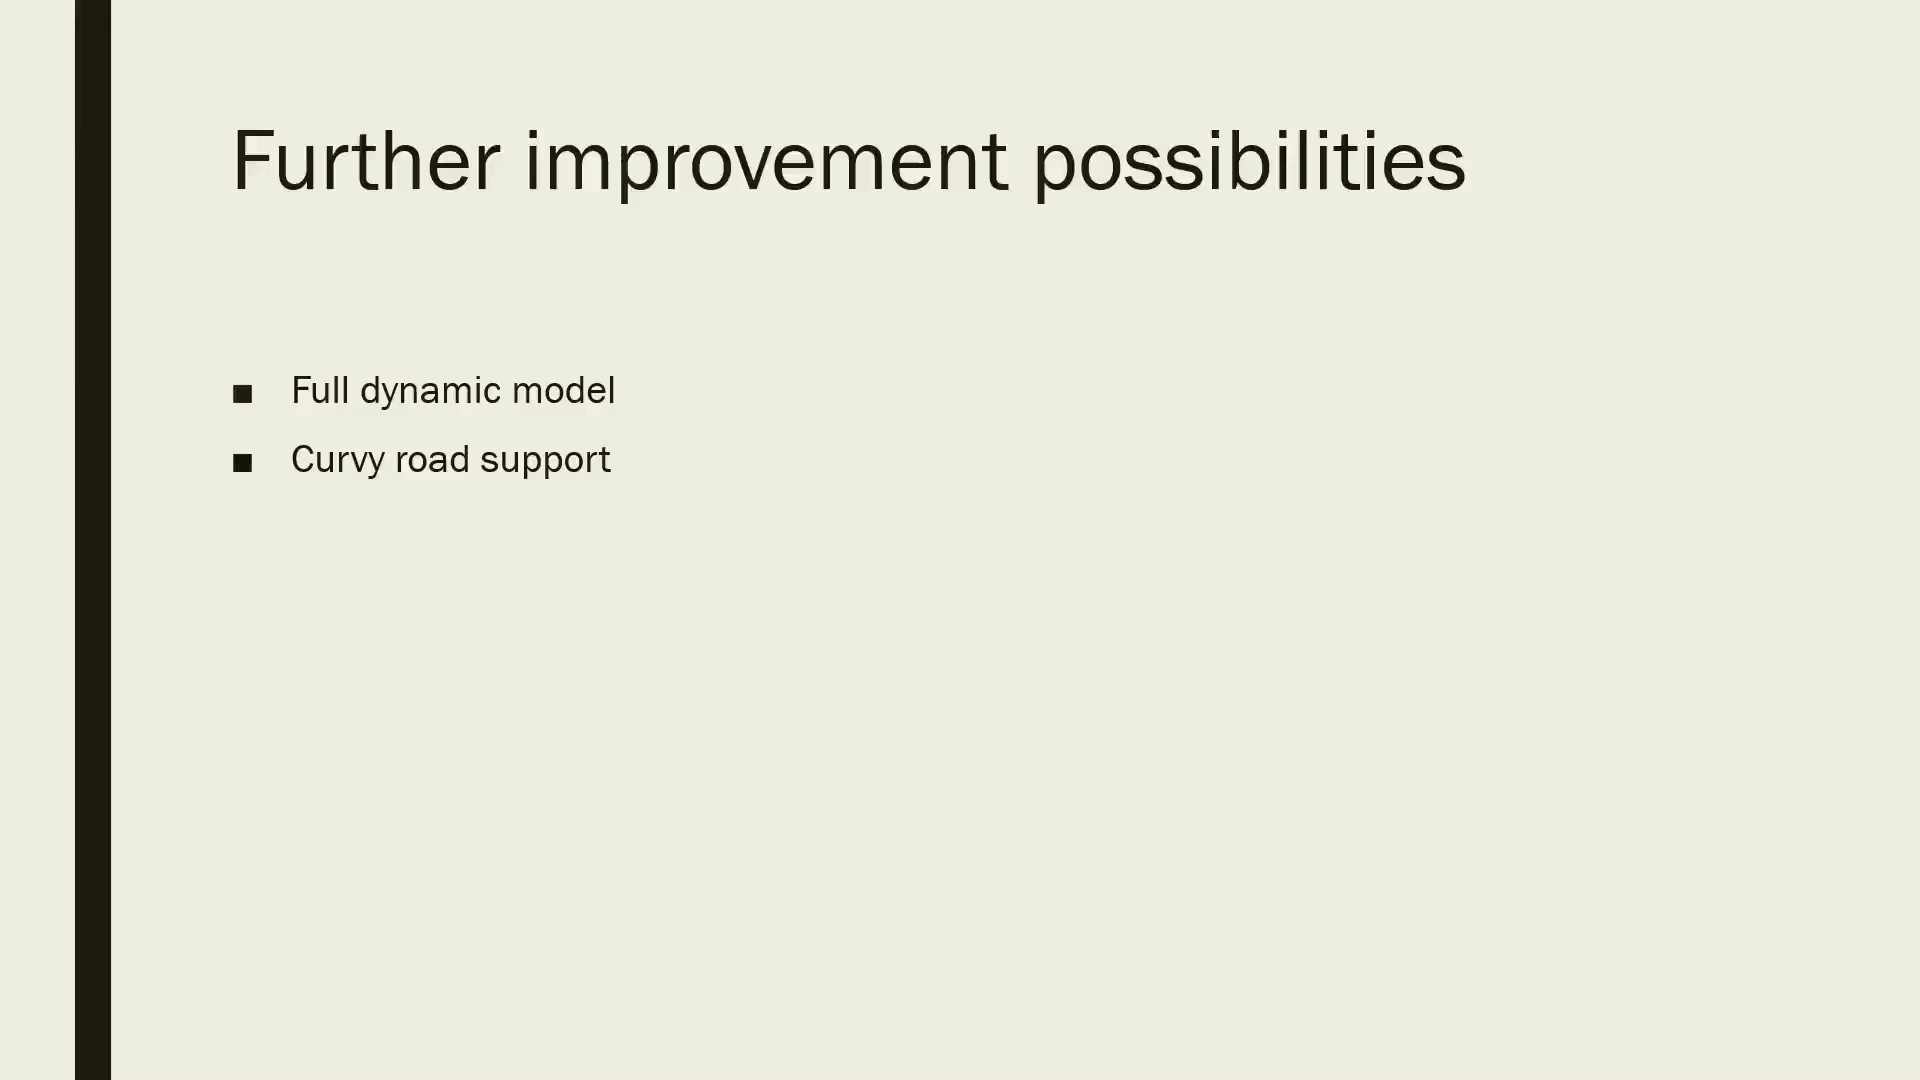 Further improvement possibilities
■ Full dynamic model
■ Curvy road support